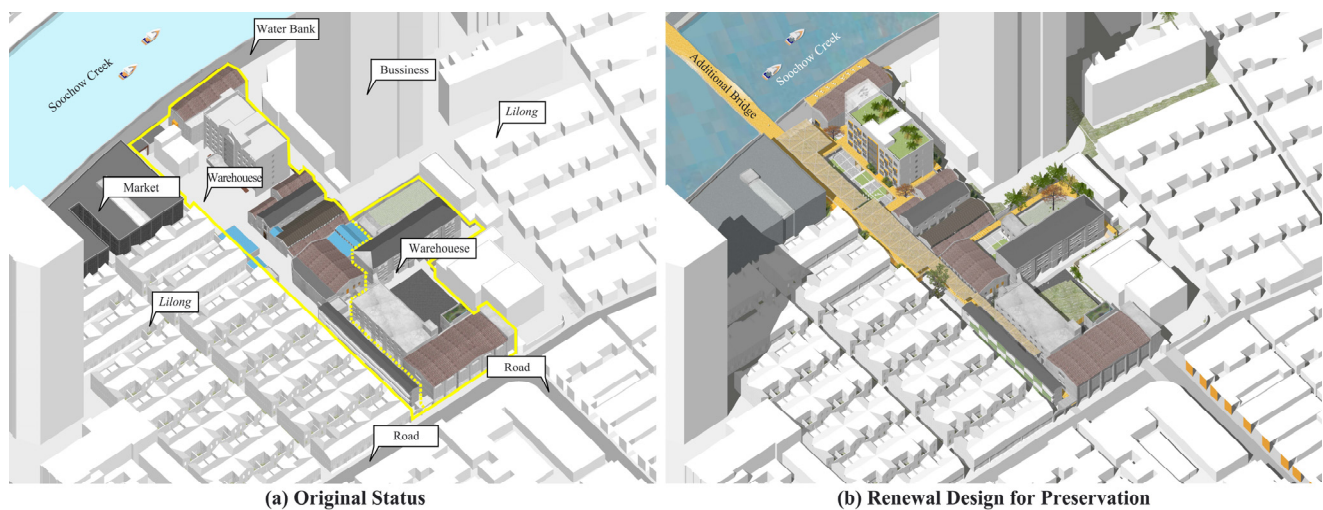 Water Bank
Soochow Creek
Bussiness
Lilong
Market
Warehouese
Warehouese
Lilong
Road
Road
(a) Original Status
Soochow Creek
Additional Bridge
(b) Renewal Design for Preservation